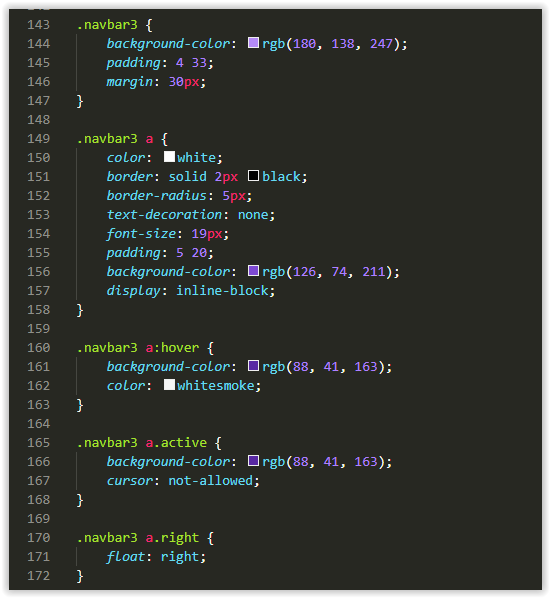 143 .navbar3 {
144     background-color: rgb(180, 138, 247);
145     padding: 4 33;
146     margin: 30px;
147 }
148
149 .navbar3 a {
150     color: white;
151     border: solid 2px black;
152     border-radius: 5px;
153     text-decoration: none;
154     font-size: 19px;
155     padding: 5 20;
156     background-color: rgb(126, 74, 211);
157     display: inline-block;
158 }
159
160 .navbar3 a:hover {
161     background-color: rgb(88, 41, 163);
162     color: whitesmoke;
163 }
164
165 .navbar3 a.active {
166     background-color: rgb(88, 41, 163);
167     cursor: not-allowed;
168 }
169
170 .navbar3 a.right {
171     float: right;
172 }